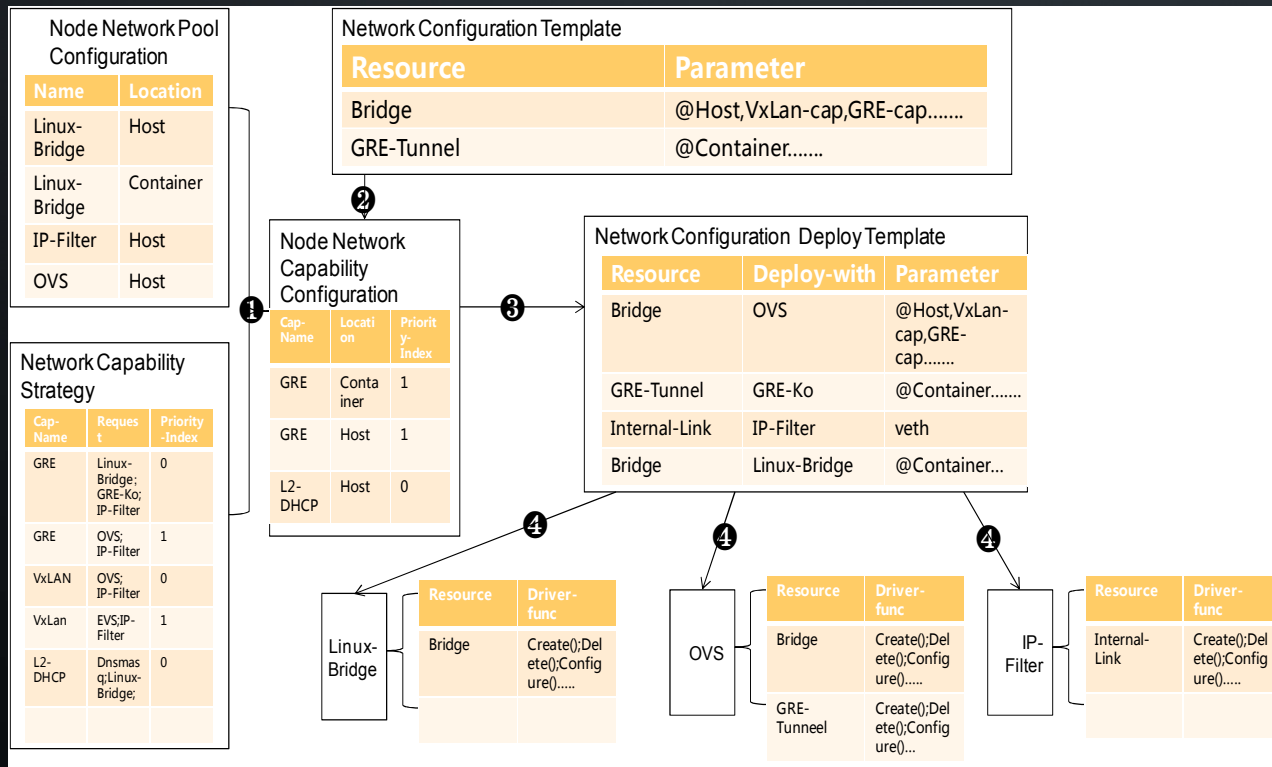 Node Network Pool
Configuration
Name Location
Linux-
Bridge
Host
Linux-
Bridge
Container
IP-Filter Host
OVS Host
Network Capability
Strategy
Cap-
Name
Reques
t
Priority
-Index
GRE
Linux-
Bridge;
GRE-Ko;
IP-Filter
0
GRE
OVS;
IP-Filter
1
VxLAN
OVS;
IP-Filter
0
VxLan
EVS;IP-
Filter
1
L2-
DHCP
Dnsmas
q;Linux-
Bridge;
0
Network Configuration Template
Resource Parameter
Bridge @Host,VxLan-cap,GRE-cap.......
GRE-Tunnel @Container.......
❶
❷
Node Network
Capability
Configuration
Cap-
Name
Locati
on
Priorit
y-
Index
GRE
Conta
iner
1
GRE Host 1
L2-
DHCP
Host 0
❸
Network Configuration Deploy Template
Resource Deploy-with Parameter
Bridge OVS
@Host,VxLan-
cap,GRE-
cap.......
GRE-Tunnel GRE-Ko @Container.......
Internal-Link IP-Filter veth
Bridge Linux-Bridge @Container...
❹
❹
❹
Linux-
Bridge
Resource
Driver-
func
Bridge
Create();Del
ete();Config
ure().....
OVS
Resource
Driver-
func
Bridge
Create();Del
ete();Config
ure().....
GRE-
Tunneel
Create();Del
ete();Config
ure()...
IP-
Filter
Resource
Driver-
func
Internal-
Link
Create();Del
ete();Config
ure().....